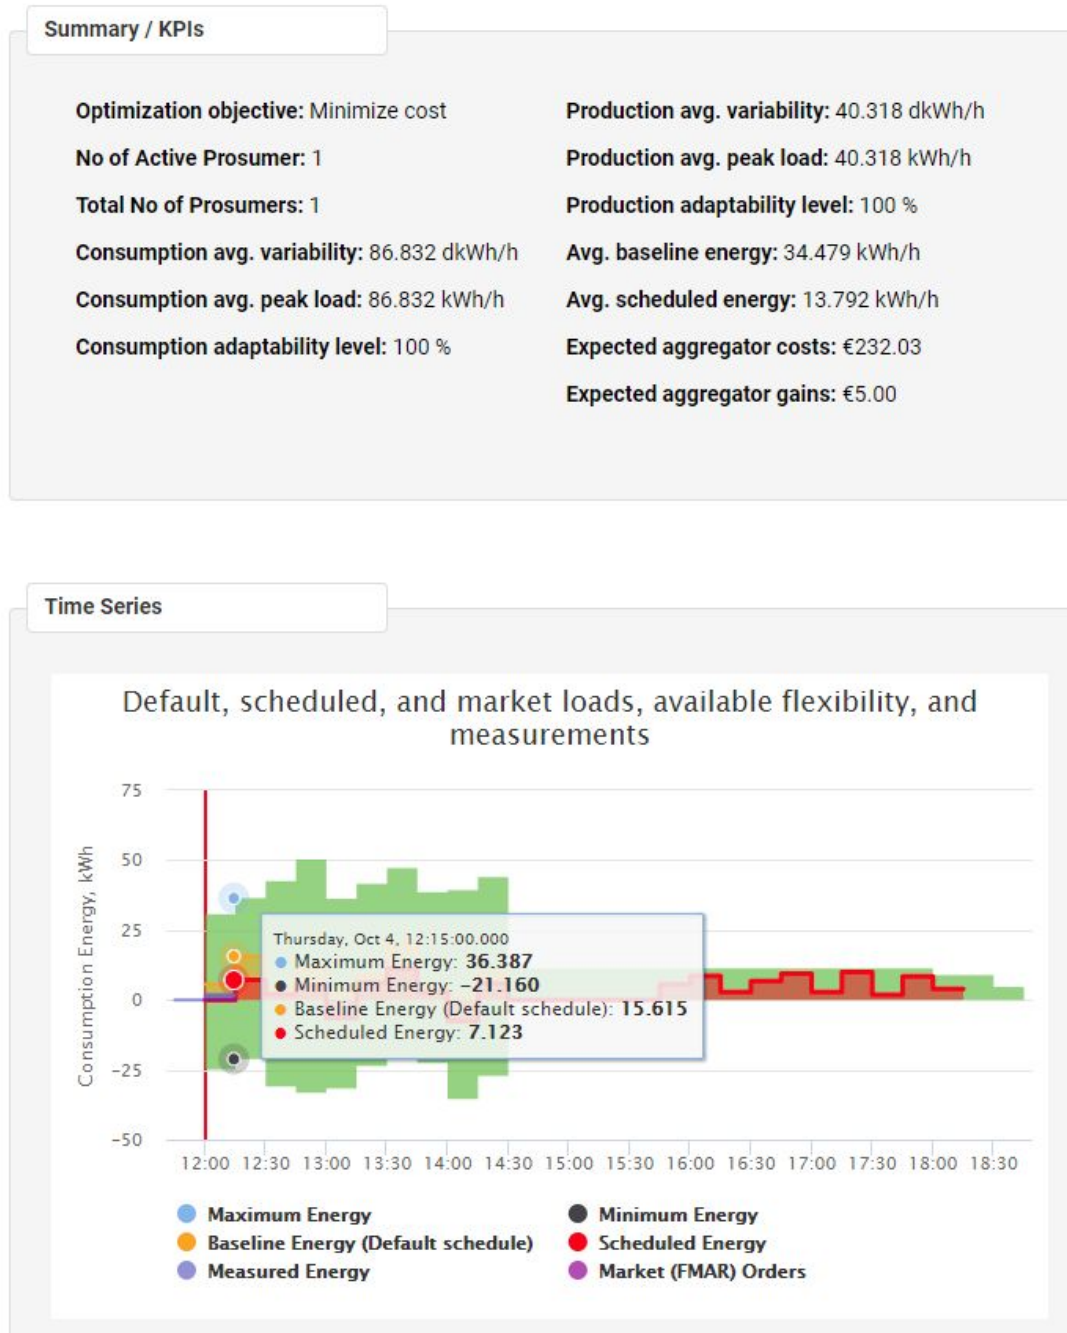 Summary / KPIs
Optimization objective: Minimize cost
No of Active Prosumer: 1
Total No of Prosumers: 1
Consumption avg. variability: 86.832 dkWh/h
Consumption avg. peak load: 86.832 kWh/h
Consumption adaptability level: 100 %
Production avg. variability: 40.318 dkWh/h
Production avg. peak load: 40.318 kWh/h
Production adaptability level: 100 %
Avg. baseline energy: 34.479 kWh/h
Avg. scheduled energy: 13.792 kWh/h
Expected aggregator costs: €232.03
Expected aggregator gains: €5.00
Time Series
Default, scheduled, and market loads, available flexibility, and
measurements
Consumption Energy, kWh
75
50
25
0
−25
−50
Thursday, Oct 4, 12:15:00.000
Maximum Energy: 36.387
Minimum Energy: −21.160
Baseline Energy (Default schedule): 15.615
Scheduled Energy: 7.123
12:00 12:30 13:00 13:30 14:00 14:30 15:00 15:30 16:00 16:30 17:00 17:30 18:00 18:30
Maximum Energy
Minimum Energy
Baseline Energy (Default schedule)
Scheduled Energy
Measured Energy
Market (FMAR) Orders